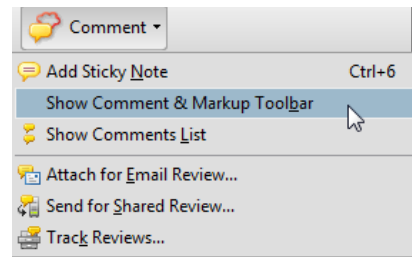 Comment
Add Sticky Note Ctrl+6
Show Comment & Markup Toolbar
Show Comments List
Attach for Email Review...
Send for Shared Review...
Track Reviews...